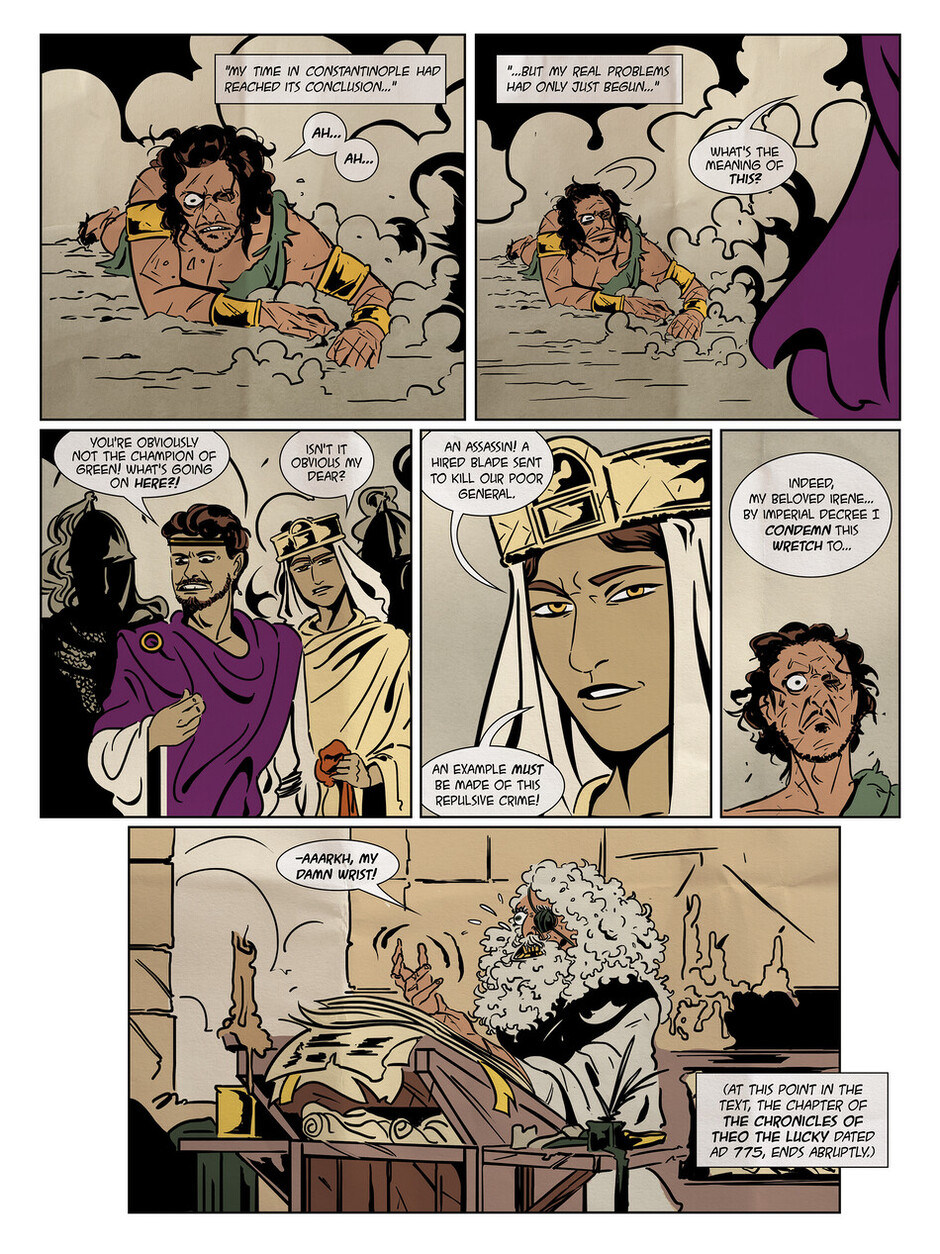 "MY TIME IN CONSTANTINOPLE HAD
REACHED ITS CONCLUSION..."
AH...
AH...
"...BUT MY REAL PROBLEMS
HAD ONLY JUST BEGUN..."
WHAT'S THE
MEANING OF
THIS?
YOU'RE OBVIOUSLY
NOT THE CHAMPION OF
GREEN! WHAT'S GOING
ON HERE?!
ISN'T IT
OBVIOUS MY
DEAR?
AN ASSASSIN! A
HIRED BLADE SENT
TO KILL OUR POOR
GENERAL.
AN EXAMPLE MUST
BE MADE OF THIS
REPULSIVE CRIME!
INDEED,
MY BELOVED IRENE...
BY IMPERIAL DECREE I
CONDEMN THIS
WRETCH TO...
-AAARKH, MY
DAMN WRIST!
(AT THIS POINT IN THE
TEXT, THE CHAPTER OF
THE CHRONICLES OF
THEO THE LUCKY DATED
AD 775, ENDS ABRUPTLY.)